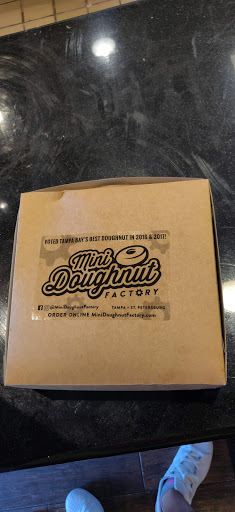 VOTED TAMPA BAY'S BEST DOUGHNUT IN 2016 & 2017!
Mini
Doughnut
FACTORY
@MiniDoughnutFactory TAMPA • ST. PETERSBURG
ORDER ONLINE MiniDoughnutFactory.com